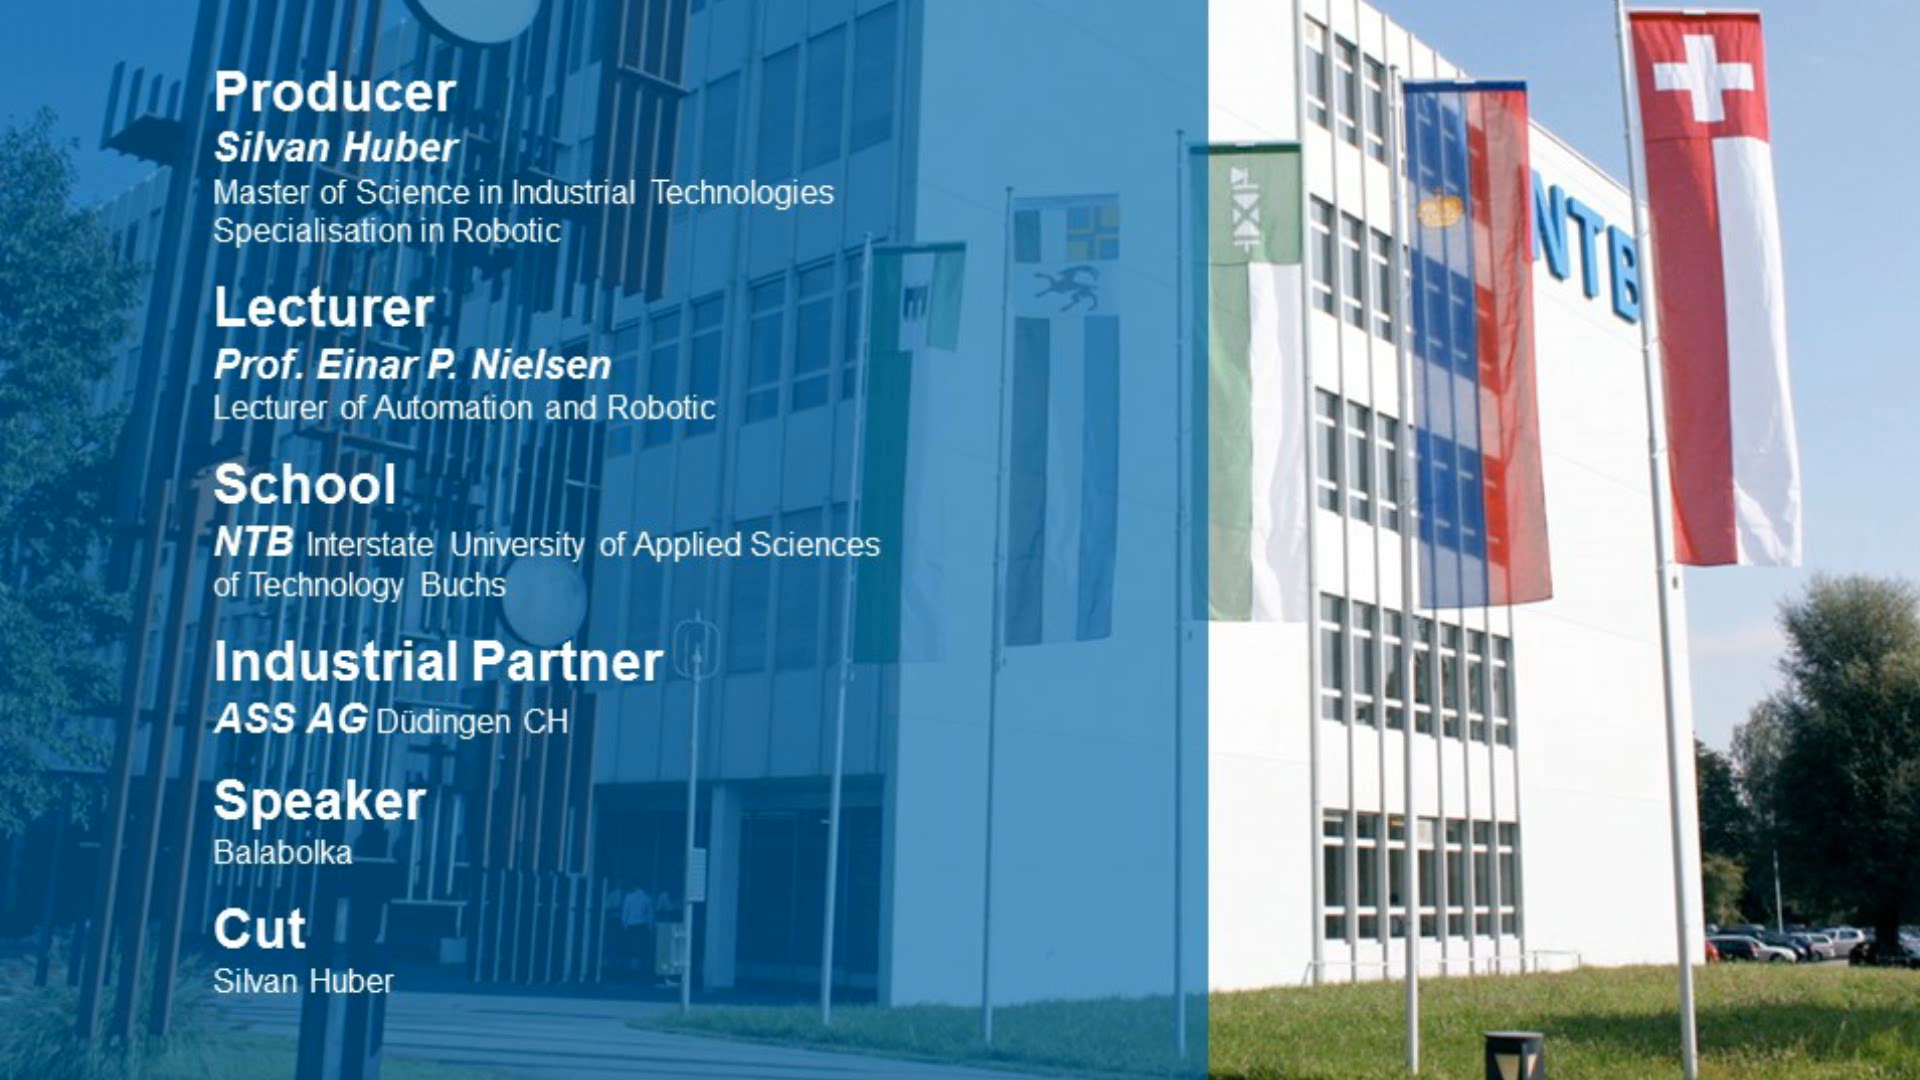 Producer
Silvan Huber
Master of Science in Industrial Technologies
Specialisation in Robotic
Lecturer
Prof. Einar P. Nielsen
Lecturer of Automation and Robotic
School
NTB Interstate University of Applied Sciences
of Technology Buchs
Industrial Partner
ASS AG Düdingen CH
Speaker
Balabolka
Cut
Silvan Huber
NTB